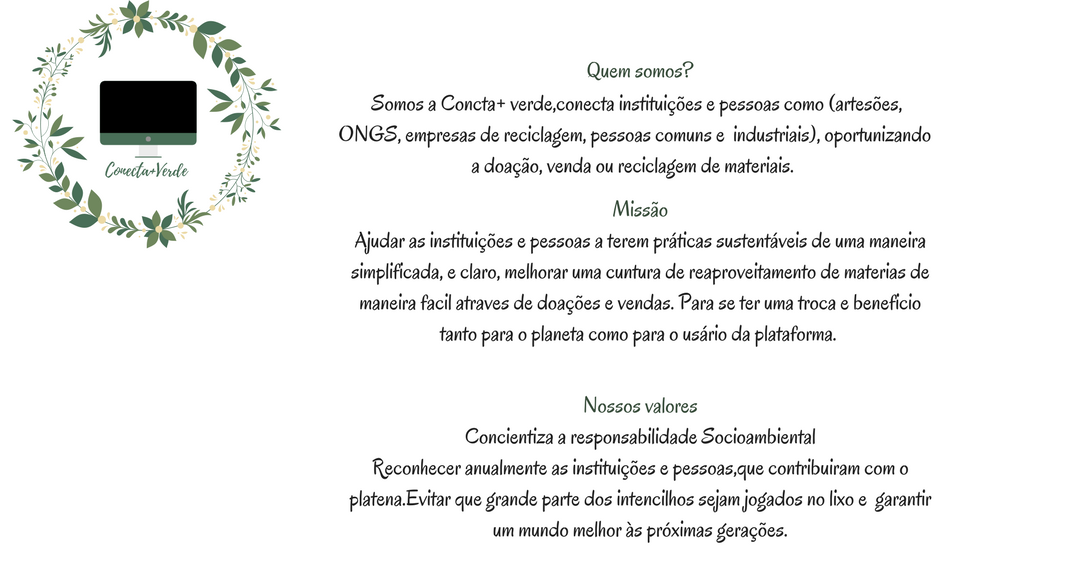 Conecta+Verde
Quem somos?
Somos a Concta+ verde,conecta instituições e pessoas como (artesões,
ONGS, empresas de reciclagem, pessoas comuns e industriais), oportunizando
a doação, venda ou reciclagem de materiais.
Missão
Ajudar as instituições e pessoas a terem práticas sustentáveis de uma maneira
simplificada, e claro, melhorar uma cuntura de reaproveitamento de materias de
maneira facil atraves de doações e vendas. Para se ter uma troca e benefício
tanto para o planeta como para o usário da plataforma.
Nossos valores
Concientiza a responsabilidade Socioambiental
Reconhecer anualmente as instituições e pessoas,que contribuiram com o
platena.Evitar que grande parte dos intencilhos sejam jogados no lixo e garantir
um mundo melhor às próximas gerações.